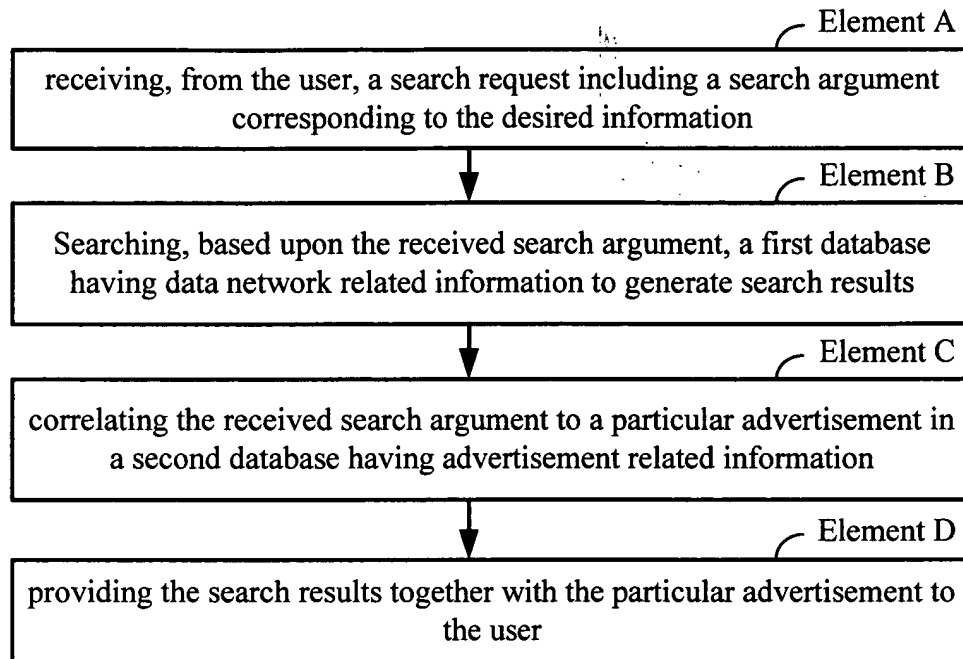 Element A
receiving, from the user, a search request including a search argument
corresponding to the desired information
Element B
Searching, based upon the received search argument, a first database
having data network related information to generate search results
Element C
correlating the received search argument to a particular advertisement in
a second database having advertisement related information
Element D
providing the search results together with the particular advertisement to
the user